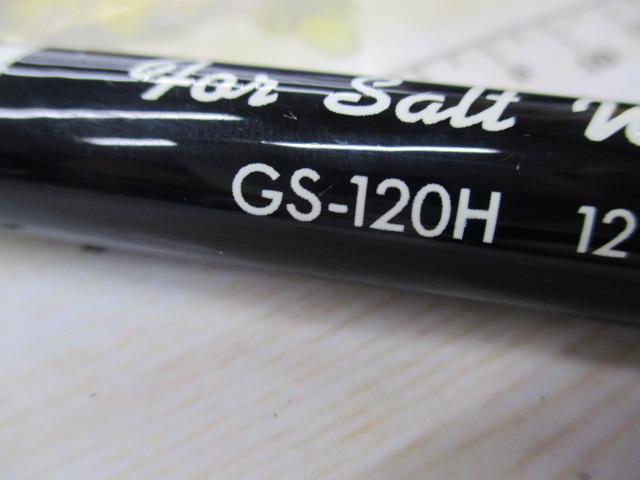 For Salt W
GS-120H 12